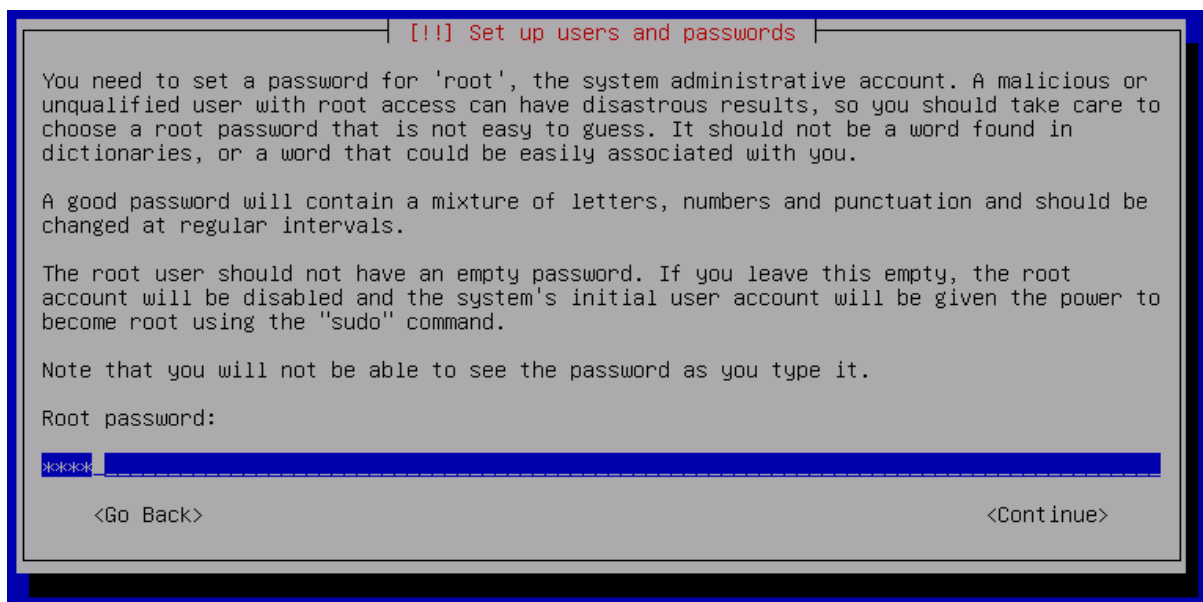 [!!] Set up users and passwords
You need to set a password for 'root', the system administrative account. A malicious or
unqualified user with root access can have disastrous results, so you should take care to
choose a root password that is not easy to guess. It should not be a word found in
dictionaries, or a word that could be easily associated with you.
A good password will contain a mixture of letters, numbers and punctuation and should be
changed at regular intervals.
The root user should not have an empty password. If you leave this empty, the root
account will be disabled and the system's initial user account will be given the power to
become root using the "sudo" command.
Note that you will not be able to see the password as you type it.
Root password:
****
<Go Back> <Continue>